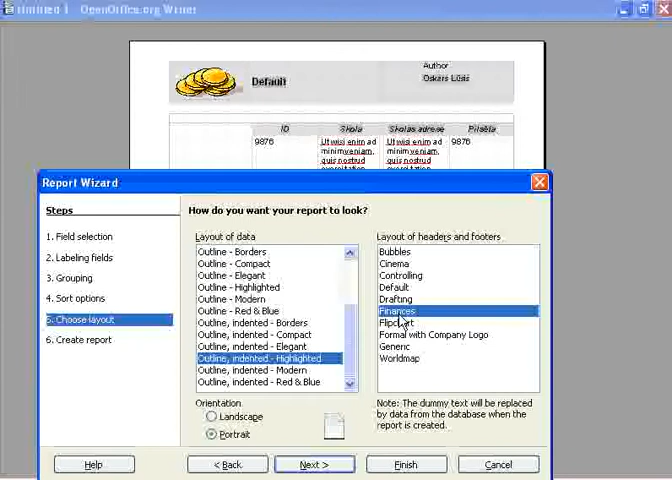 Untitled 1 OpenOffice.org Writer
Author
Default
Oskars Lūsis
ID Skola Skolas adrese Pilsēta
9876 Ut wisi enim ad Ut wisi enim ad 9876
minim veniam, minim veniam,
quis nostrud quis nostrud
Report Wizard
Steps
How do you want your report to look?
1. Field selection
2. Labeling fields
3. Grouping
4. Sort options
5. Choose layout
6. Create report
Layout of data
Outline - Borders
Outline - Compact
Outline - Elegant
Outline - Highlighted
Outline - Modern
Outline - Red & Blue
Outline, indented - Borders
Outline, indented - Compact
Outline, indented - Elegant
Outline, indented - Highlighted
Outline, indented - Modern
Outline, indented - Red & Blue
Layout of headers and footers
Bubbles
Cinema
Controlling
Default
Drafting
Finances
Flipchart
Formal with Company Logo
Generic
Worldmap
Orientation
Landscape
Portrait
Note: The dummy text will be replaced
by data from the database when the
report is created.
Help
< Back
Next >
Finish
Cancel